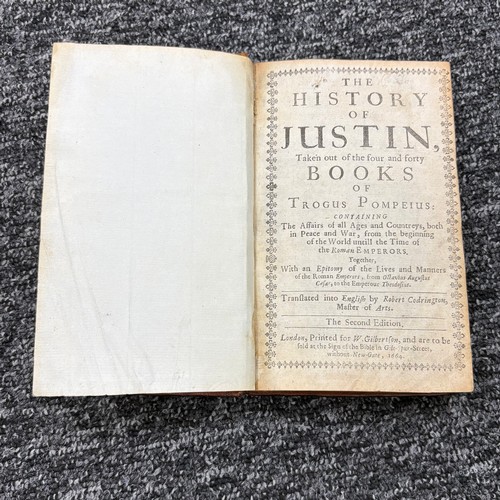 THE
HISTORY
OF
JUSTIN,
Taken out of the four and forty
BOOKS
OF
TROGUS POMPEIUS:
CONTAINING
The Affairs of all Ages and Countreys, both
in Peace and War, from the beginning
of the World untill the Time of
the Roman EMPERORS.
Together,
With an Epitomy of the Lives and Manners
of the Roman Emperors, from Octavius Augustus
Cæsar, to the Emperour Theodosius.
Translated into English by Robert Codrington,
Master of Arts.
The Second Edition.
London, Printed for W. Gilbertson, and are to be
sold at the Sign of the Bible in Street,
without New-Gate, 1664.